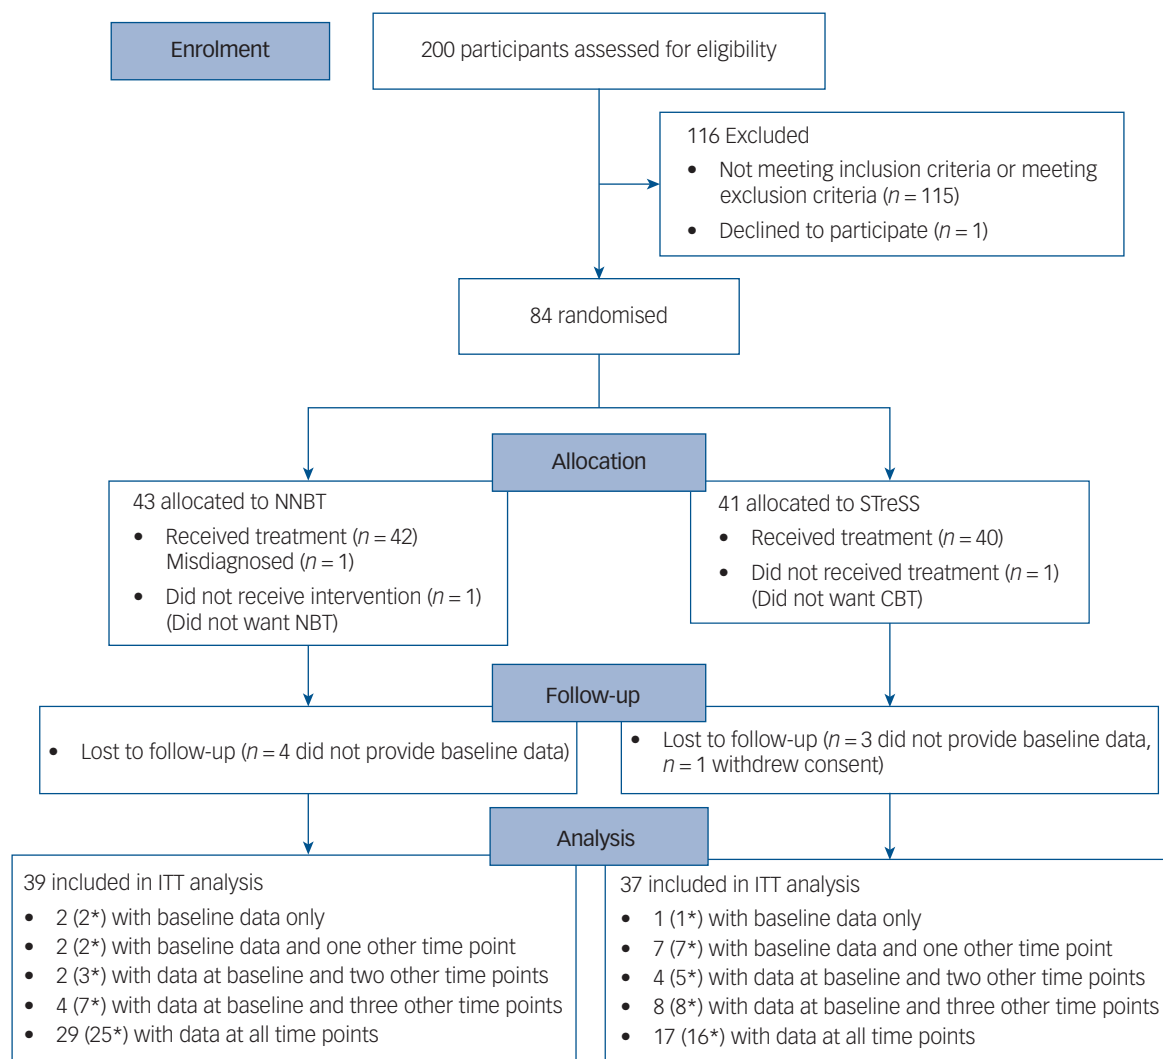 Enrolment
200 participants assessed for eligibility
116 Excluded
• Not meeting inclusion criteria or meeting
exclusion criteria (n = 115)
• Declined to participate (n = 1)
84 randomised
Allocation
43 allocated to NNBT
• Received treatment (n = 42)
Misdiagnosed (n = 1)
• Did not receive intervention (n = 1)
(Did not want NBT)
41 allocated to STreSS
• Received treatment (n = 40)
• Did not received treatment (n = 1)
(Did not want CBT)
Follow-up
• Lost to follow-up (n = 4 did not provide baseline data)
• Lost to follow-up (n = 3 did not provide baseline data,
n = 1 withdrew consent)
Analysis
39 included in ITT analysis
• 2 (2*) with baseline data only
• 2 (2*) with baseline data and one other time point
• 2 (3*) with data at baseline and two other time points
• 4 (7*) with data at baseline and three other time points
• 29 (25*) with data at all time points
37 included in ITT analysis
• 1 (1*) with baseline data only
• 7 (7*) with baseline data and one other time point
• 4 (5*) with data at baseline and two other time points
• 8 (8*) with data at baseline and three other time points
• 17 (16*) with data at all time points